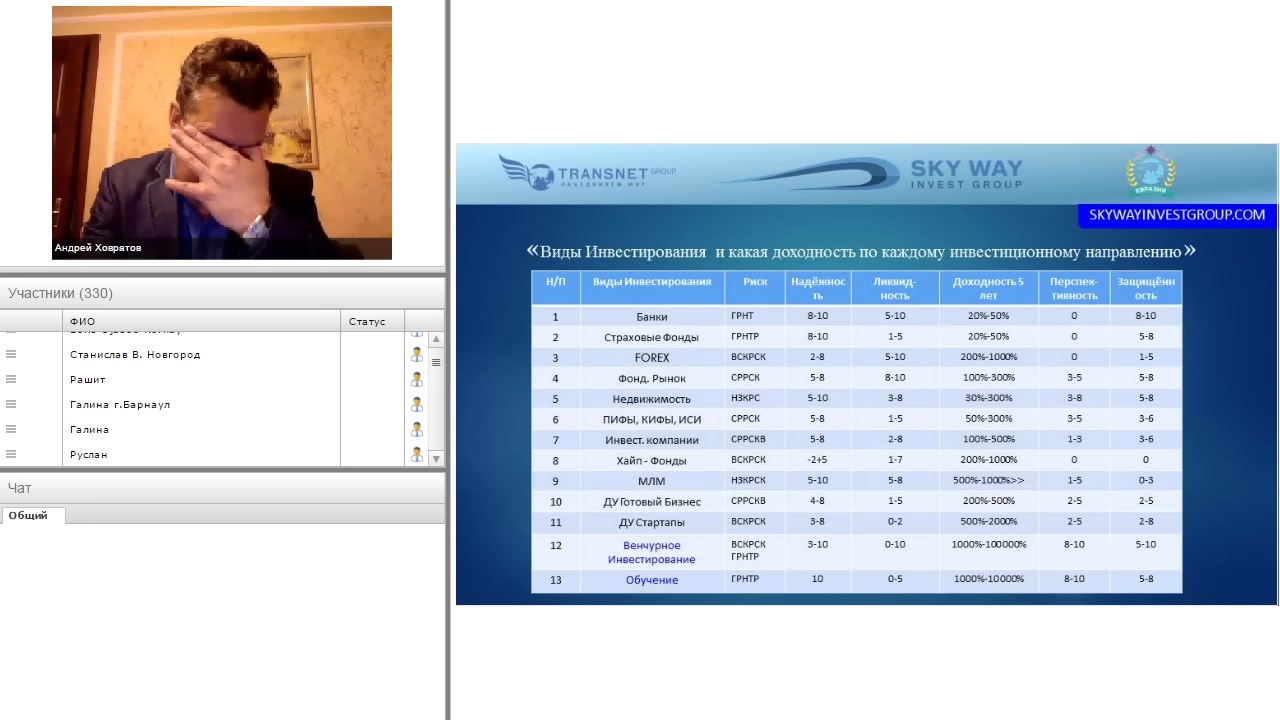 Андрей Ховратов
Участники (330)
ФИО Статус
Станислав В. Новгород
Рашит
Галина г.Барнаул
Галина
Руслан
Чат
Общий
TRANSNET GROUP
ОБЪЕДИНЯЕМ МИР
SKY WAY
INVEST GROUP
ЕВРАЗИЯ
SKYWAYINVESTGROUP.COM
«Виды Инвестирования и какая доходность по каждому инвестиционному направлению»
Н/П Виды Инвестирования Риск Надёжнос Ликвид- Доходность 5 Перспек- Защищённ
ть ность лет тивность ость
1 Банки ГРНТ 8-10 5-10 20%-50% 0 8-10
2 Страховые Фонды ГРНТР 8-10 1-5 20%-50% 0 5-8
3 FOREX ВСКРСК 2-8 5-10 200%-1000% 0 1-5
4 Фонд. Рынок СРРСК 5-8 8-10 100%-300% 3-5 5-8
5 Недвижимость НЗКРС 5-10 3-8 30%-300% 3-8 5-8
6 ПИФЫ, КИФЫ, ИСИ СРРСК 5-8 1-5 50%-300% 3-5 3-6
7 Инвест. компании СРРСКВ 5-8 2-8 100%-500% 1-3 3-6
8 Хайп - Фонды ВСКРСК -2+5 1-7 200%-1000% 0 0
9 МЛМ НЗКРСК 5-10 5-8 500%-1000%>> 1-5 0-3
10 ДУ Готовый Бизнес СРРСКВ 4-8 1-5 200%-500% 2-5 2-5
11 ДУ Стартапы ВСКРСК 3-8 0-2 500%-2000% 2-5 2-8
12 Венчурное ВСКРСК 3-10 0-10 1000%-100000% 8-10 5-10
Инвестирование ГРНТР
13 Обучение ГРНТР 10 0-5 1000%-10000% 8-10 5-8